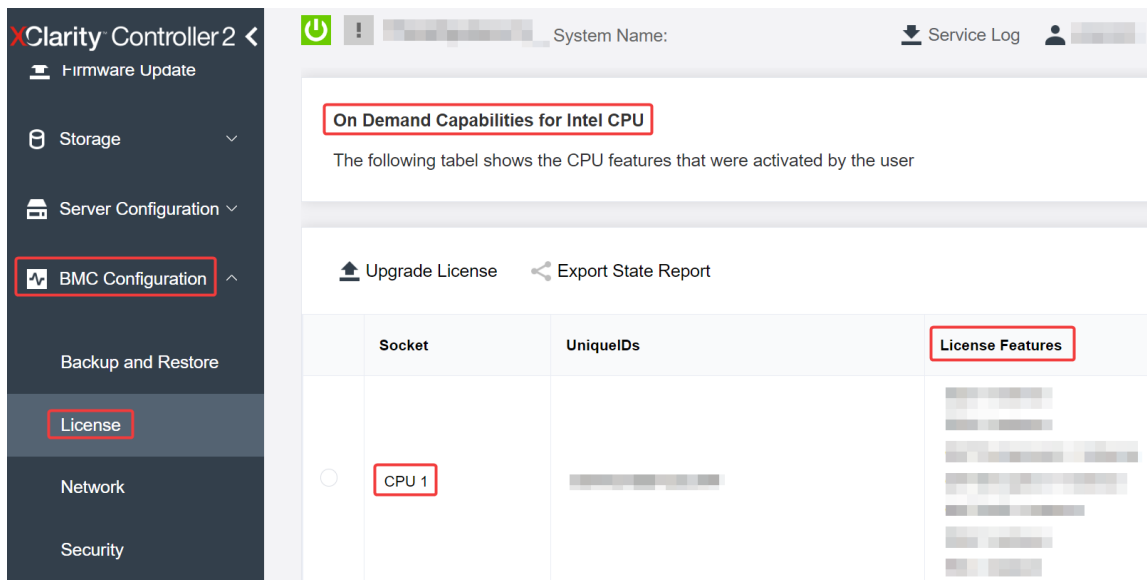 XClarity Controller 2
Firmware Update
Storage
Server Configuration
BMC Configuration
Backup and Restore
License
Network
Security
System Name:
Service Log
On Demand Capabilities for Intel CPU
The following tabel shows the CPU features that were activated by the user
Upgrade License
Export State Report
Socket
UniqueIDs
License Features
CPU 1